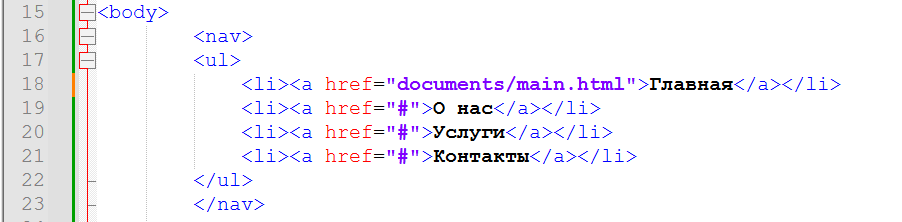 15 <body>
16 <nav>
17 <ul>
18 <li><a href="documents/main.html">Главная</a></li>
19 <li><a href="#">О нас</a></li>
20 <li><a href="#">Услуги</a></li>
21 <li><a href="#">Контакты</a></li>
22 </ul>
23 </nav>